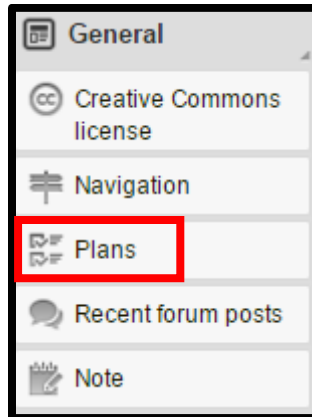 General
Creative Commons
license
Navigation
Plans
Recent forum posts
Note